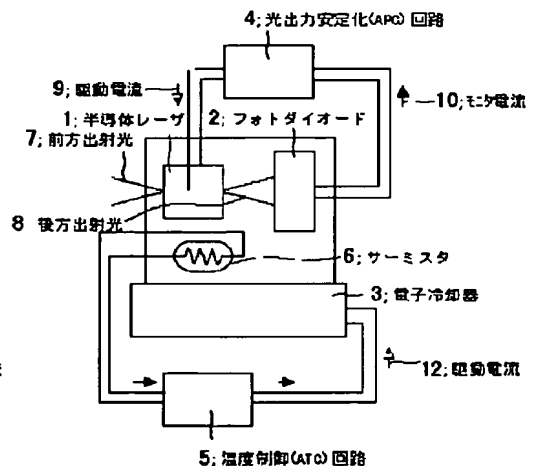 4; 光出力安定化(APC) 回路
9; 駆動電流
10; モニタ電流
1; 半導体レーザ
2; フォトダイオード
7; 前方出射光
8 後方出射光
6; サーミスタ
3; 電子冷却器
12; 駆動電流
5; 温度制御(ATC) 回路